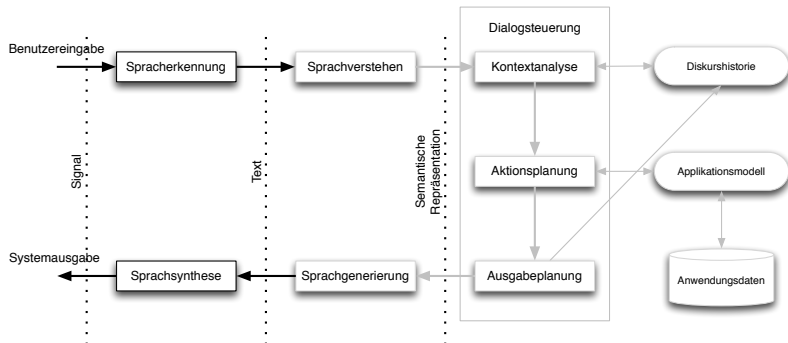 Dialogsteuerung
Benutzereingabe
Spracherkennung
Sprachverstehen
Kontextanalyse
Diskurshistorie
Signal
Text
Semantische
Repräsentation
Aktionsplanung
Applikationsmodell
Systemausgabe
Sprachsynthese
Sprachgenerierung
Ausgabeplanung
Anwendungsdaten